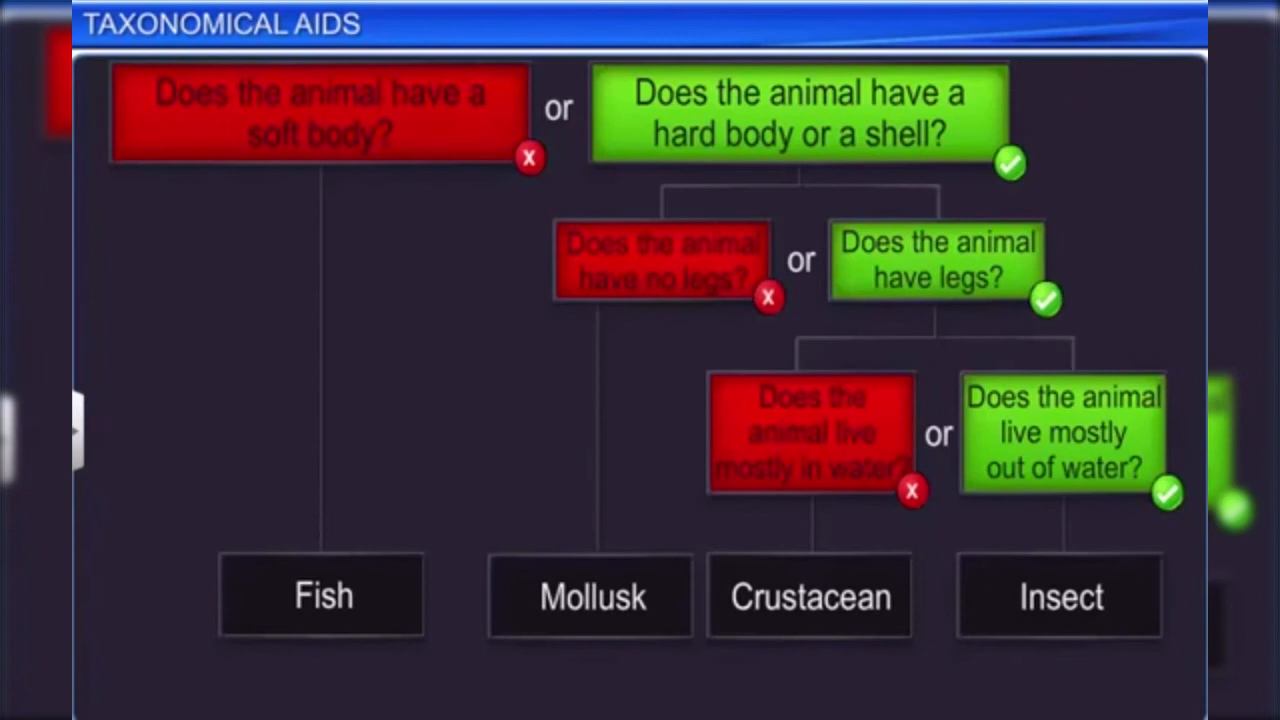 TAXONOMICAL AIDS
Does the animal have a
soft body?
or
Does the animal have a
hard body or a shell?
Does the animal
have no legs?
or
Does the animal
have legs?
Does the
animal live
mostly in water?
or
Does the animal
live mostly
out of water?
Fish
Mollusk
Crustacean
Insect